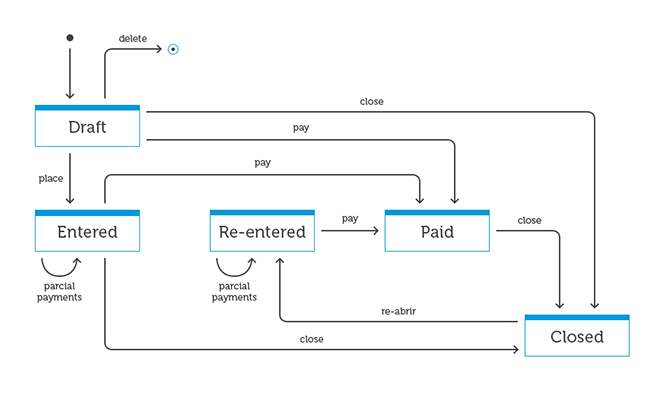 delete
close
Draft
pay
pay
place
Entered
Re-entered
pay
Paid
close
parcial
payments
parcial
payments
re-abrir
close
Closed